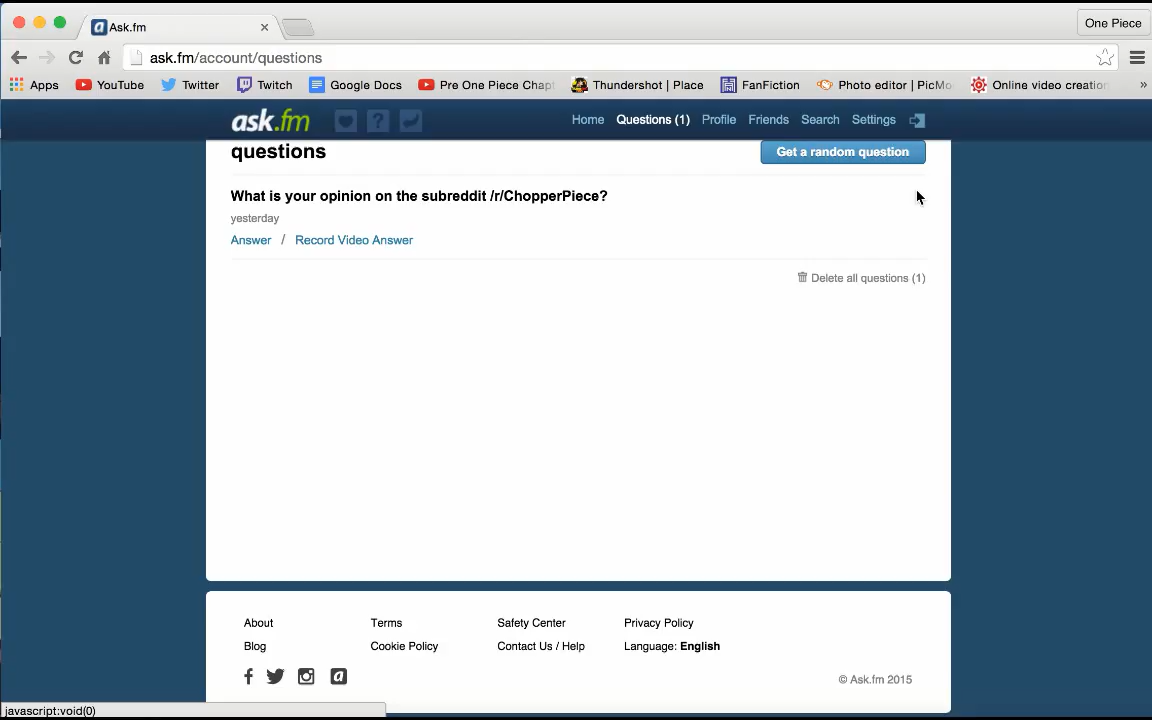 Ask.fm
One Piece
ask.fm/account/questions
Apps YouTube Twitter Twitch Google Docs Pre One Piece Chapt Thundershot | Place FanFiction Photo editor | PicMo Online video creation »
ask.fm Home Questions (1) Profile Friends Search Settings
questions Get a random question
What is your opinion on the subreddit /r/ChopperPiece?
yesterday
Answer / Record Video Answer
Delete all questions (1)
About Terms Safety Center Privacy Policy
Blog Cookie Policy Contact Us / Help Language: English
© Ask.fm 2015
javascript:void(0)